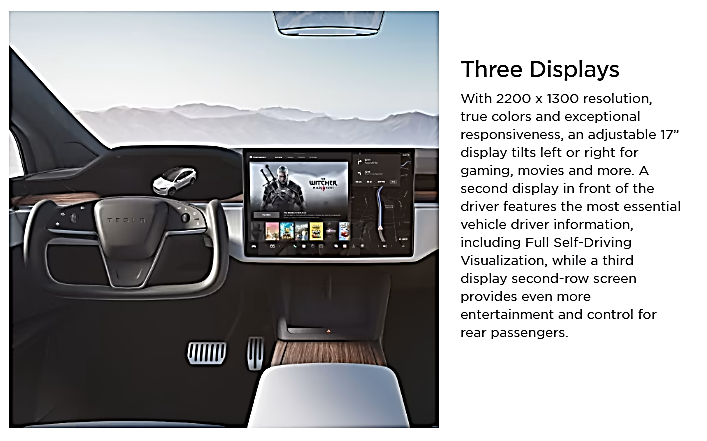 Three Displays
With 2200 x 1300 resolution,
true colors and exceptional
responsiveness, an adjustable 17”
display tilts left or right for
gaming, movies and more. A
second display in front of the
driver features the most essential
vehicle driver information,
including Full Self-Driving
Visualization, while a third
display second-row screen
provides even more
entertainment and control for
rear passengers.
TESLA
WITCHER